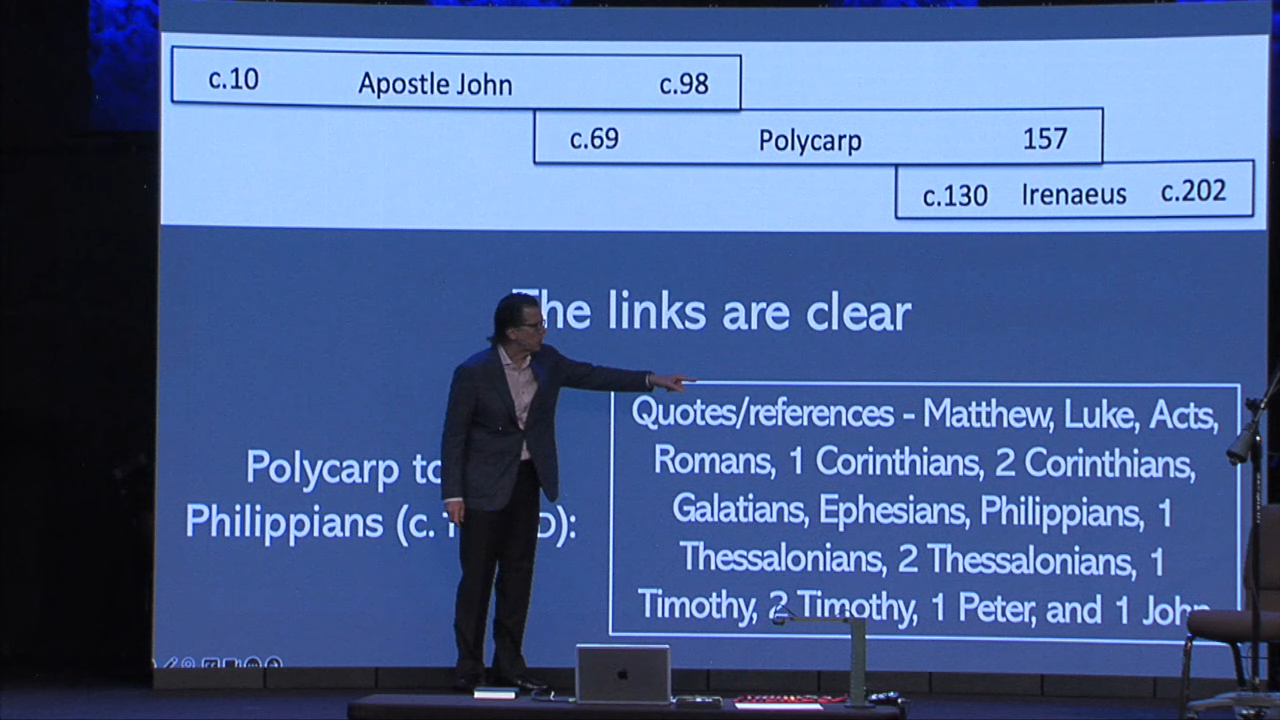 c.10 Apostle John c.98
c.69 Polycarp 157
c.130 Irenaeus c.202
The links are clear
Polycarp to
Philippians (c.
Quotes/references - Matthew, Luke, Acts,
Romans, 1 Corinthians, 2 Corinthians,
Galatians, Ephesians, Philippians, 1
Thessalonians, 2 Thessalonians, 1
Timothy, 2 Timothy, 1 Peter, and 1 John